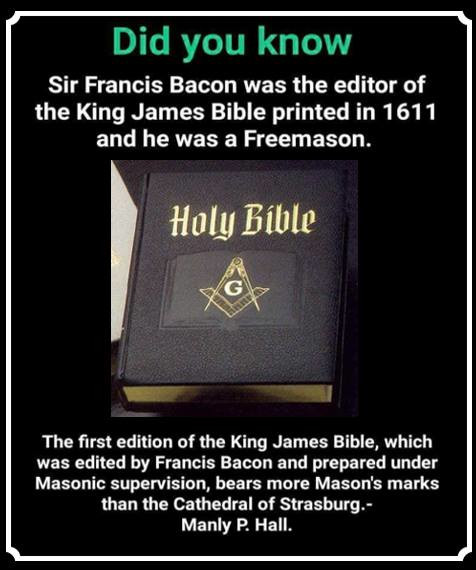 Did you know
Sir Francis Bacon was the editor of
the King James Bible printed in 1611
and he was a Freemason.
Holy Bible
G
The first edition of the King James Bible, which
was edited by Francis Bacon and prepared under
Masonic supervision, bears more Mason's marks
than the Cathedral of Strasburg.-
Manly P. Hall.